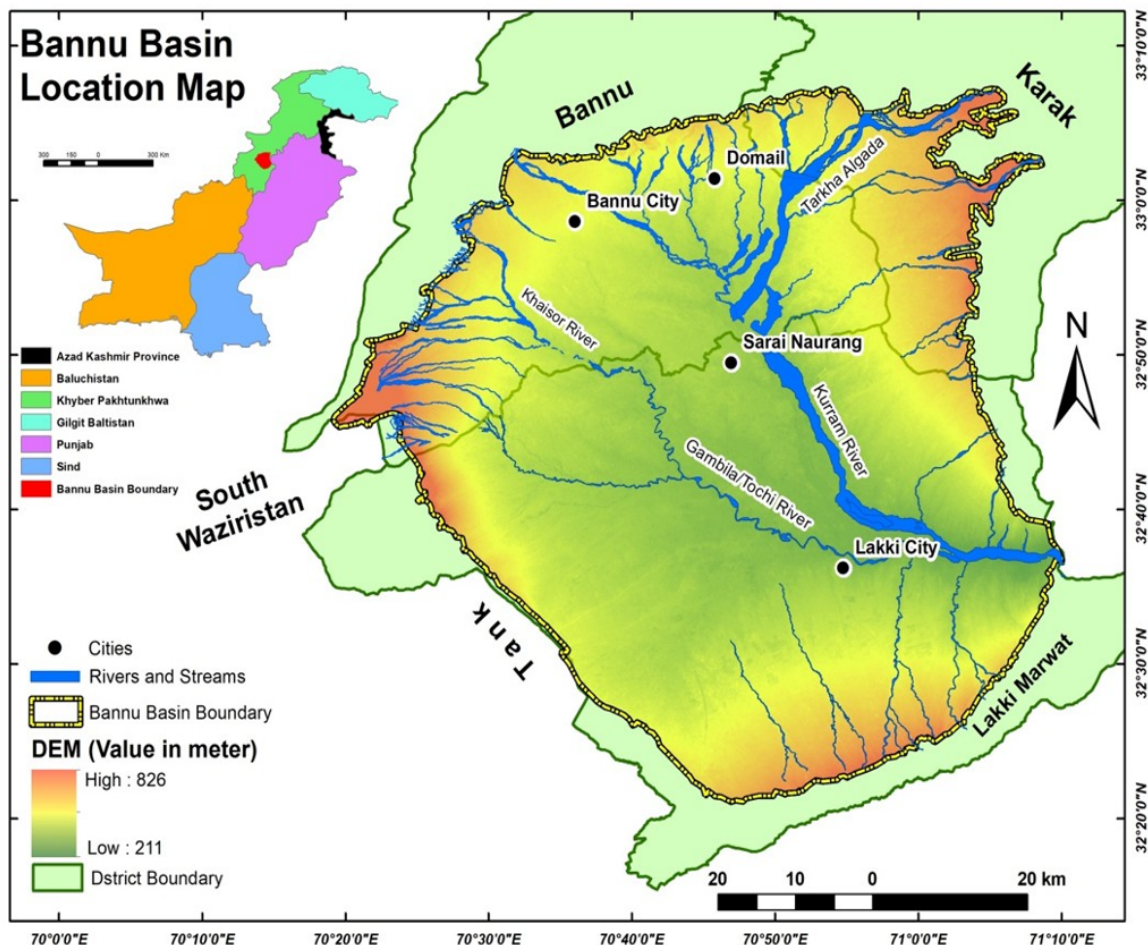 Bannu Basin
Location Map
300 150 0 300 Km
Azad Kashmir Province
Baluchistan
Khyber Pakhtunkhwa
Gilgit Baltistan
Punjab
Sind
Bannu Basin Boundary
Bannu
Karak
Domail
Bannu City
Tarkha Algada
Khaisor River
Sarai Naurang
Kurram River
Gambila/Tochi River
Lakki City
South
Waziristan
Tank
Lakki Marwat
N
Cities
Rivers and Streams
Bannu Basin Boundary
DEM (Value in meter)
High : 826
Low : 211
Dstrict Boundary
20 10 0 20 km
33°10'0"N
33°0'0"N
32°50'0"N
32°40'0"N
32°30'0"N
32°20'0"N
70°0'0"E 70°10'0"E 70°20'0"E 70°30'0"E 70°40'0"E 70°50'0"E 71°0'0"E 71°10'0"E